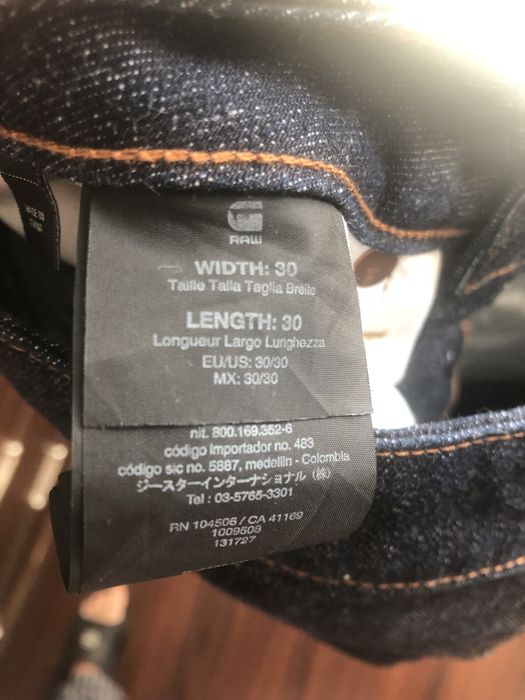 RAW
WIDTH: 30
Taille Talla Taglia Breite
LENGTH: 30
Longueur Largo Lunghezza
EU/US: 30/30
MX: 30/30
nit. 800.169.352-6
código importador no. 483
código sic no. 5887, medellin - Colombia
ジースターインターナショナル (株)
Tel : 03-5765-3301
RN 104506 / CA 41169
1009508
131727
MADE IN